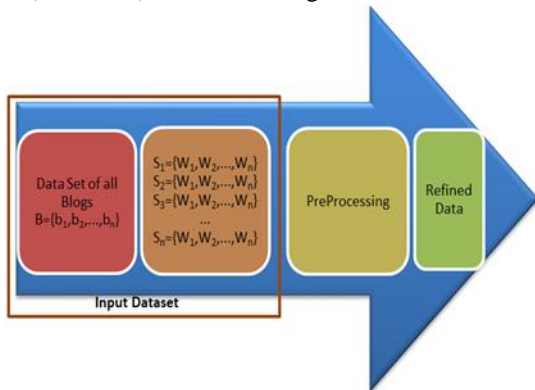 Data Set of all
Blogs
B={b₁,b₂,...,bₙ}
S₁={W₁,W₂,...,Wₙ}
S₂={W₁,W₂,...,Wₙ}
S₃={W₁,W₂,...,Wₙ}
...
Sₙ={W₁,W₂,...,Wₙ}
PreProcessing
Refined
Data
Input Dataset